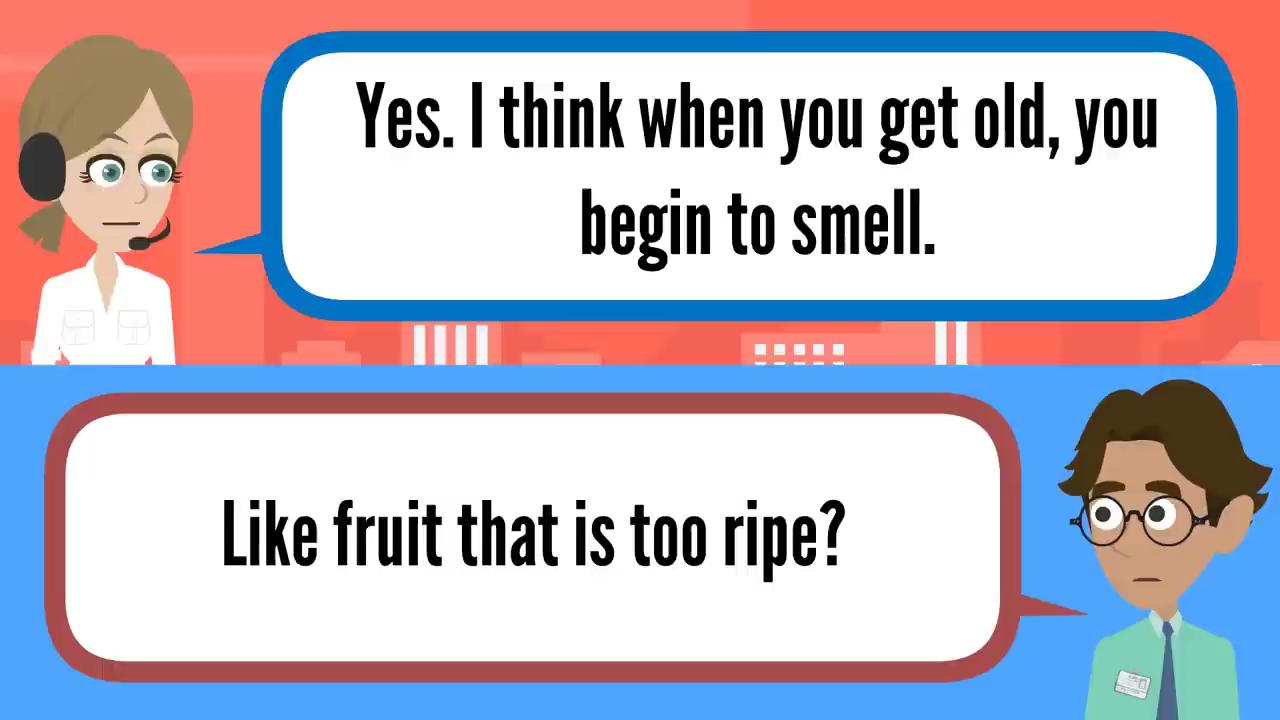 Yes. I think when you get old, you
begin to smell.
Like fruit that is too ripe?